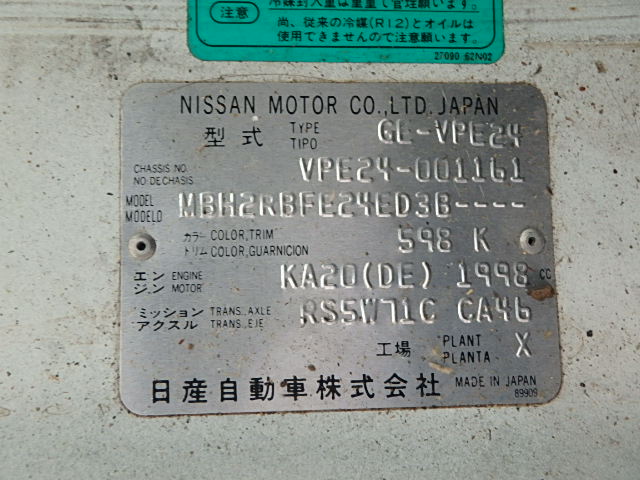 冷媒封入量は重量で管理願います。
注意
尚、従来の冷媒(R12)とオイルは
使用できませんので注意願います。
27090 62N02
NISSAN MOTOR CO.,LTD.JAPAN
型式 TYPE TIPO GE-VPE24
CHASSIS NO. NO.DE CHASIS VPE24-001161
MODEL MODELO MBH2RBFE24ED3B----
カラー COLOR,TRIM
トリム COLOR,GUARNICION 598 K
エン ENGINE
ジン MOTOR KA20(DE) 1998 CC
ミッション TRANS.,AXLE
アクスル TRANS.,EJE RS5W71C CA46
工場 PLANT PLANTA X
日産自動車株式会社 MADE IN JAPAN
89909